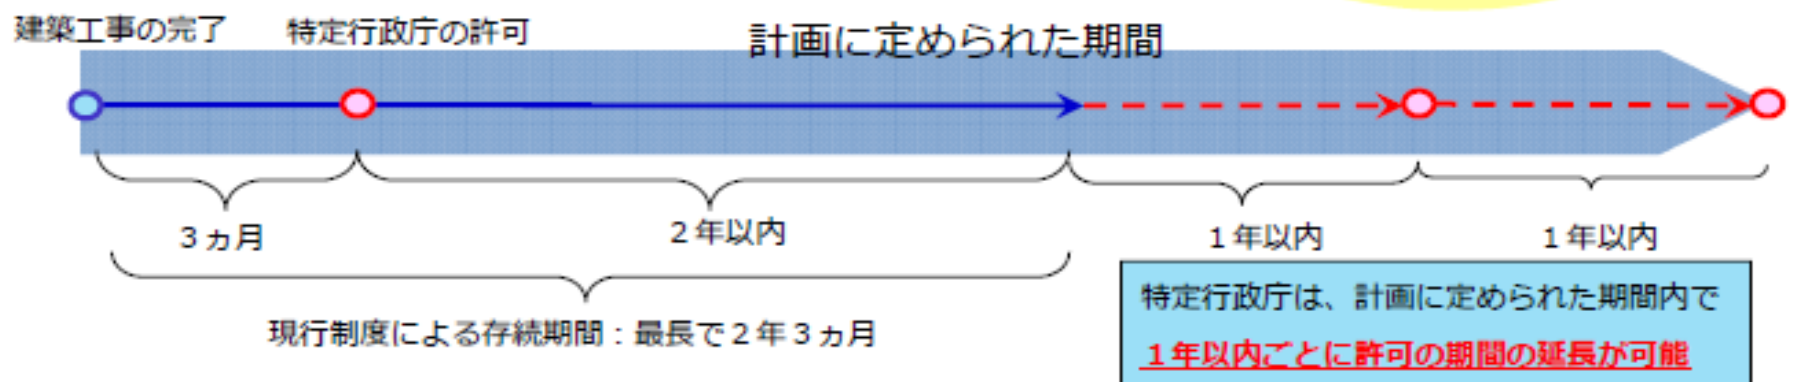 建築工事の完了
特定行政庁の許可
計画に定められた期間
３ヵ月
２年以内
１年以内
１年以内
現行制度による存続期間：最長で２年３ヵ月
特定行政庁は、計画に定められた期間内で
１年以内ごとに許可の期間の延長が可能